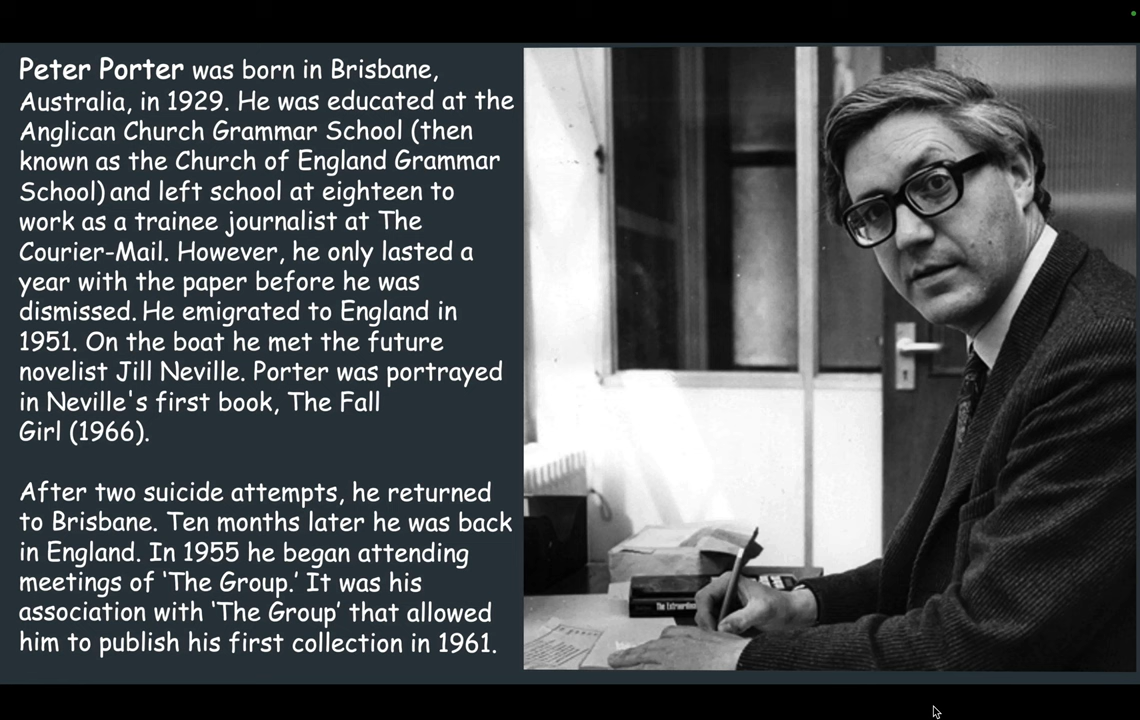 Peter Porter was born in Brisbane,
Australia, in 1929. He was educated at the
Anglican Church Grammar School (then
known as the Church of England Grammar
School) and left school at eighteen to
work as a trainee journalist at The
Courier-Mail. However, he only lasted a
year with the paper before he was
dismissed. He emigrated to England in
1951. On the boat he met the future
novelist Jill Neville. Porter was portrayed
in Neville's first book, The Fall
Girl (1966).
After two suicide attempts, he returned
to Brisbane. Ten months later he was back
in England. In 1955 he began attending
meetings of ‘The Group.’ It was his
association with ‘The Group’ that allowed
him to publish his first collection in 1961.
The